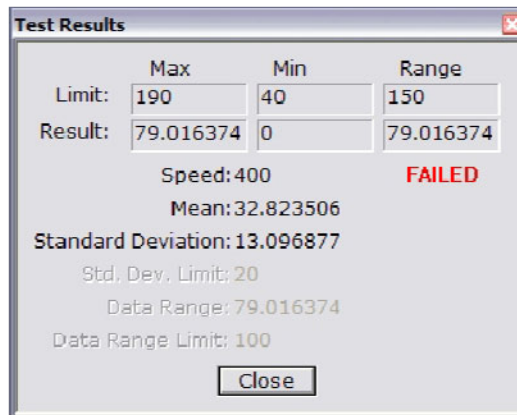 Test Results
Max Min Range
Limit: 190 40 150
Result: 79.016374 0 79.016374
Speed: 400 FAILED
Mean: 32.823506
Standard Deviation: 13.096877
Std. Dev. Limit: 20
Data Range: 79.016374
Data Range Limit: 100
Close